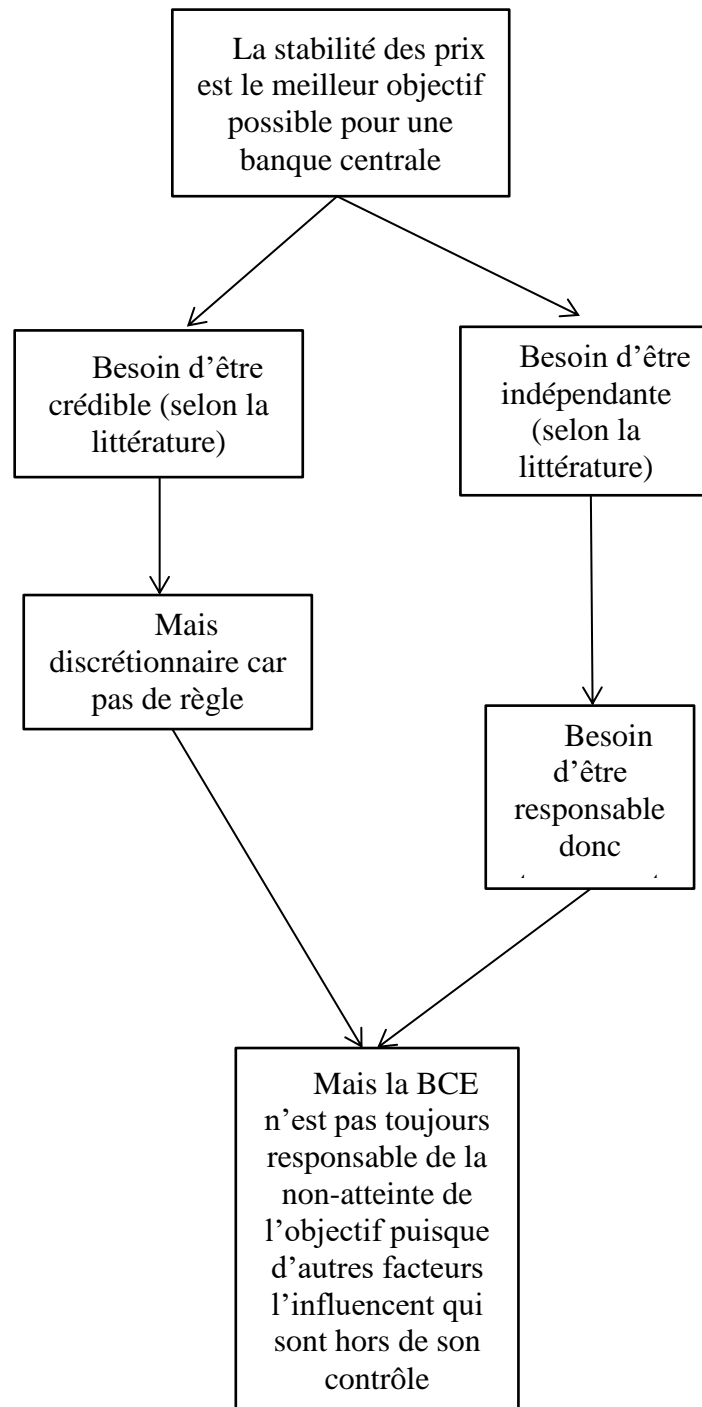 La stabilité des prix
est le meilleur objectif
possible pour une
banque centrale
Besoin d’être
crédible (selon la
littérature)
Besoin d’être
indépendante
(selon la
littérature)
Mais
discrétionnaire car
pas de règle
Besoin
d’être
responsable
donc
Mais la BCE
n’est pas toujours
responsable de la
non-atteinte de
l’objectif puisque
d’autres facteurs
l’influencent qui
sont hors de son
contrôle